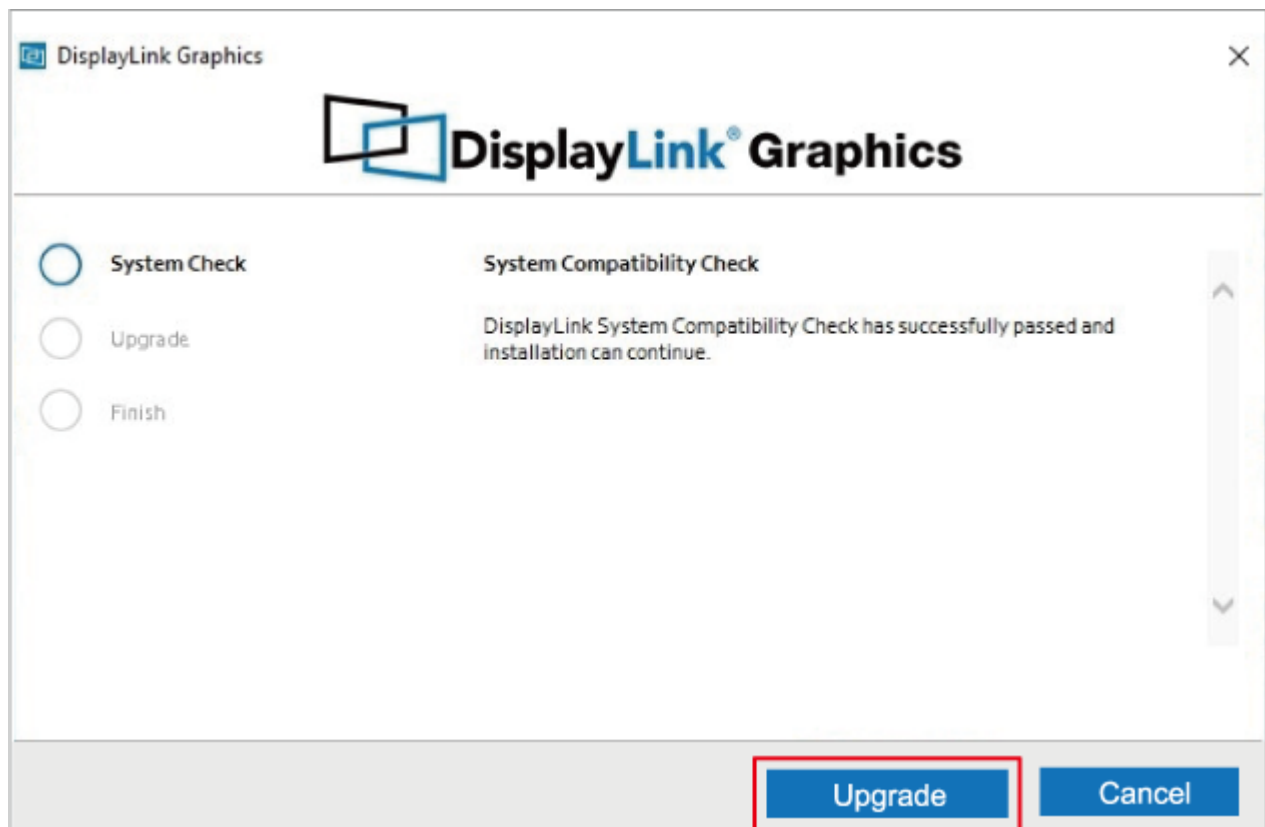 DisplayLink Graphics
DisplayLink® Graphics
System Check
Upgrade
Finish
System Compatibility Check
DisplayLink System Compatibility Check has successfully passed and
installation can continue.
Upgrade
Cancel